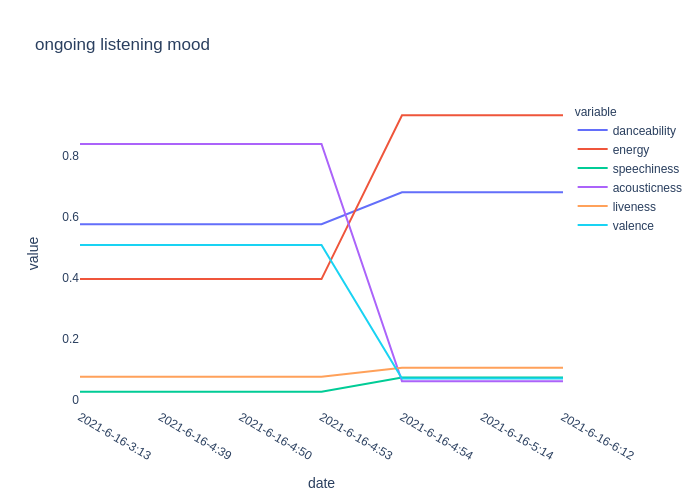 ongoing listening mood
variable
danceability
energy
speechiness
acousticness
liveness
valence
value
0.8
0.6
0.4
0.2
0
2021-6-16-3:13
2021-6-16-4:39
2021-6-16-4:50
2021-6-16-4:53
2021-6-16-4:54
2021-6-16-5:14
2021-6-16-6:12
date